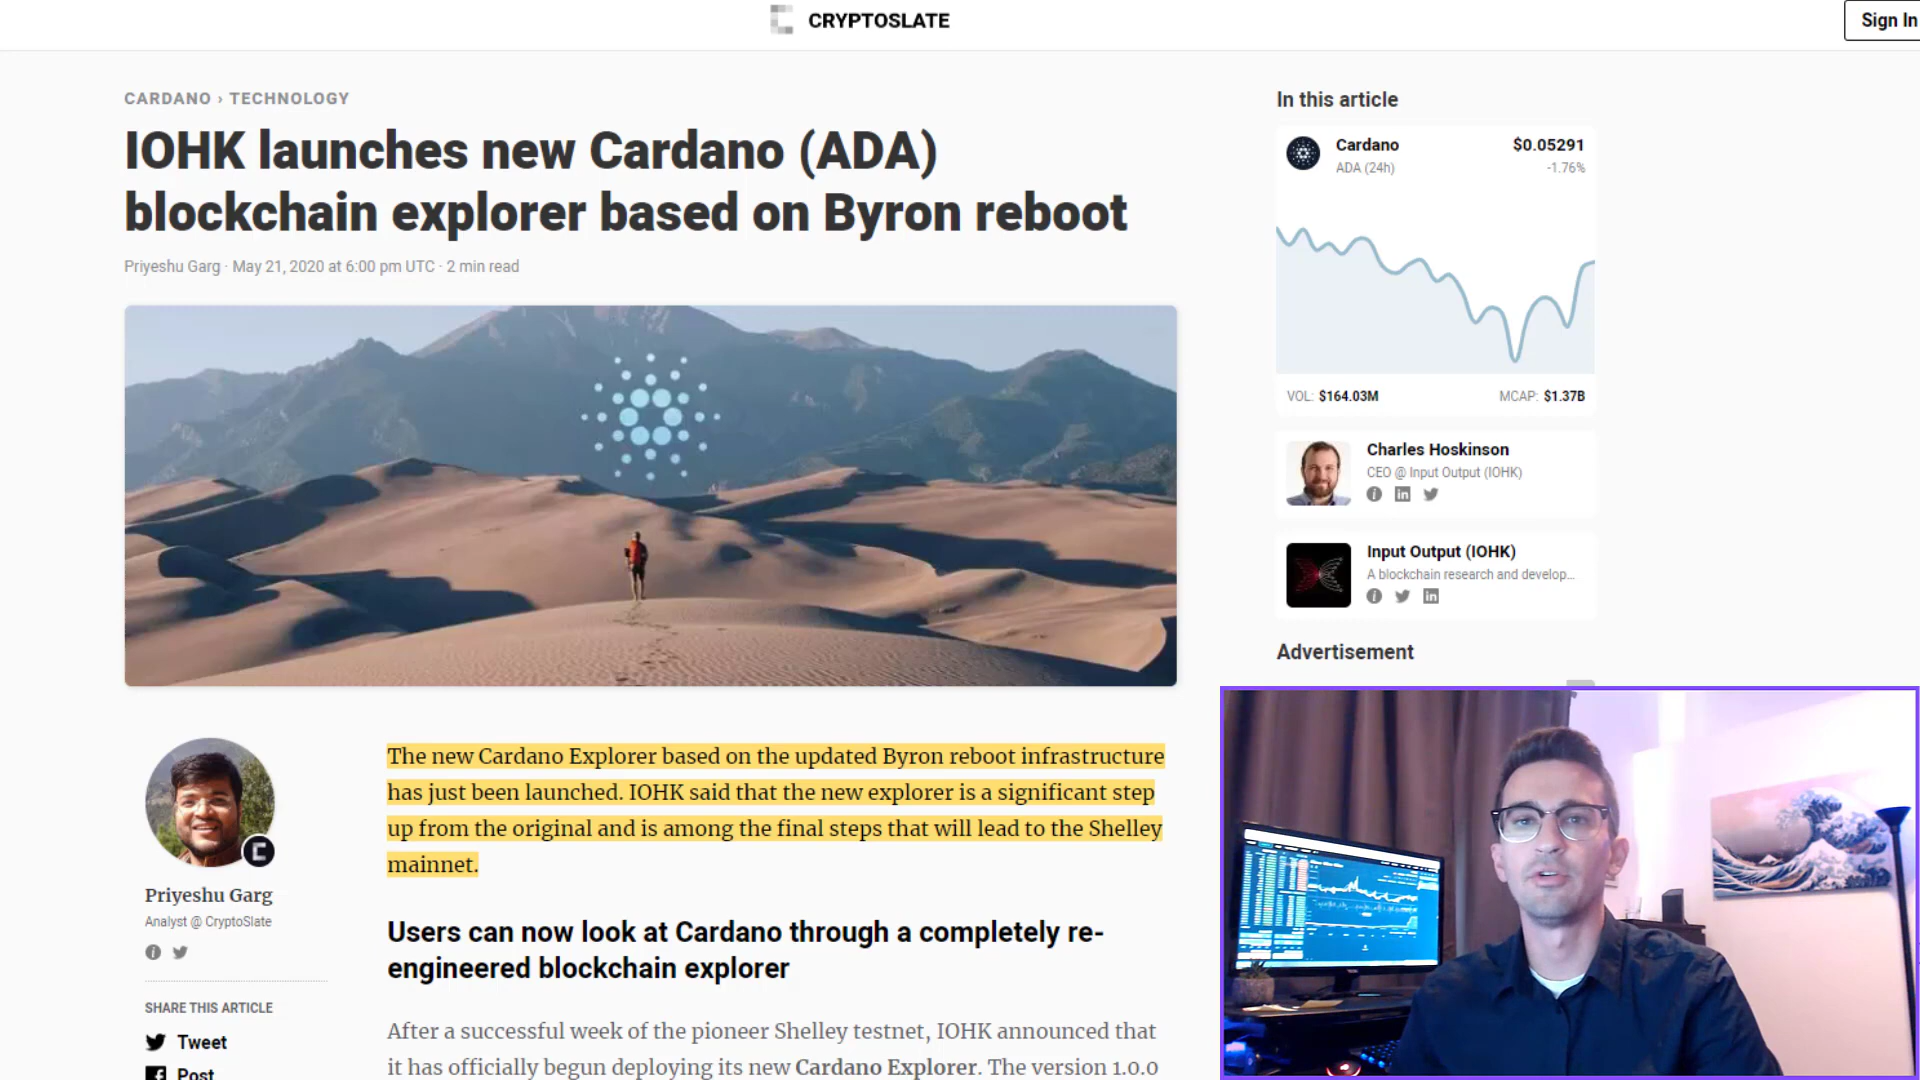 CRYPTOSLATE
Sign In
CARDANO › TECHNOLOGY
IOHK launches new Cardano (ADA)
blockchain explorer based on Byron reboot
Priyeshu Garg · May 21, 2020 at 6:00 pm UTC · 2 min read
In this article
Cardano
$0.05291
ADA (24h)
-1.76%
VOL: $164.03M
MCAP: $1.37B
Charles Hoskinson
CEO @ Input Output (IOHK)
Input Output (IOHK)
A blockchain research and develop...
Advertisement
Priyeshu Garg
Analyst @ CryptoSlate
SHARE THIS ARTICLE
Tweet
Post
The new Cardano Explorer based on the updated Byron reboot infrastructure
has just been launched. IOHK said that the new explorer is a significant step
up from the original and is among the final steps that will lead to the Shelley
mainnet.
Users can now look at Cardano through a completely re-
engineered blockchain explorer
After a successful week of the pioneer Shelley testnet, IOHK announced that
it has officially begun deploying its new Cardano Explorer. The version 1.0.0